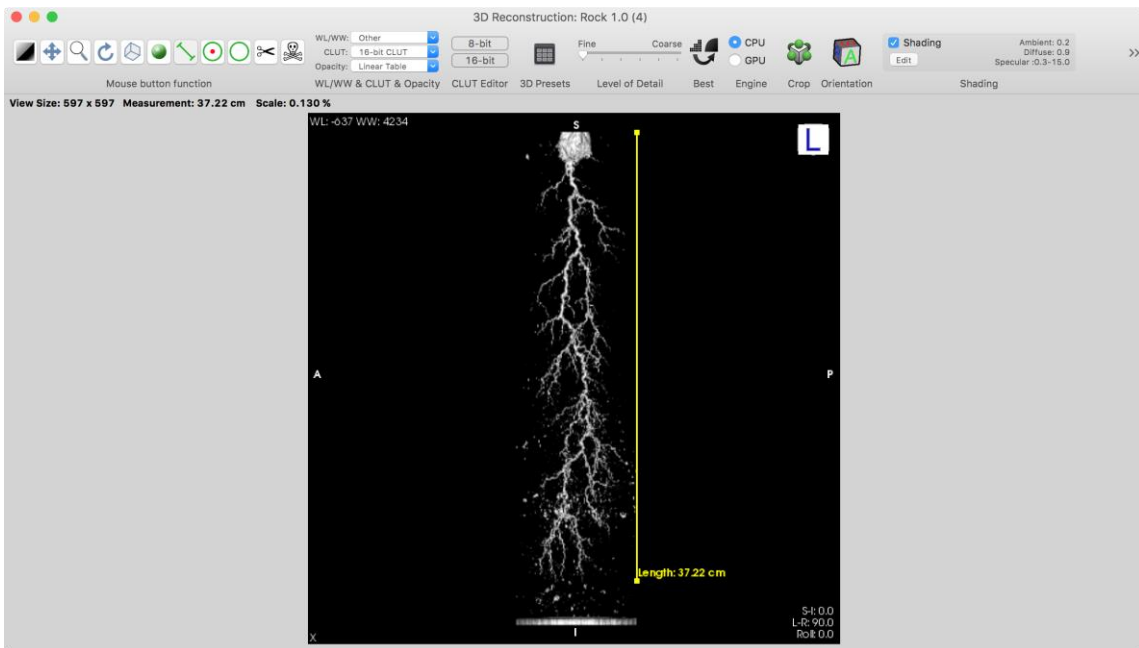 3D Reconstruction: Rock 1.0 (4)
WL/WW: Other
CLUT: 16-bit CLUT
Opacity: Linear Table
8-bit
16-bit
Fine Coarse
CPU
GPU
A
Shading
Edit
Ambient: 0.2
Diffuse: 0.9
Specular :0.3-15.0
Mouse button function WL/WW & CLUT & Opacity CLUT Editor 3D Presets Level of Detail Best Engine Crop Orientation Shading
View Size: 597 x 597 Measurement: 37.22 cm Scale: 0.130 %
WL: -637 WW: 4234
S
L
A
P
Length: 37.22 cm
S-I: 0.0
L-R: 90.0
Roll: 0.0
I
X